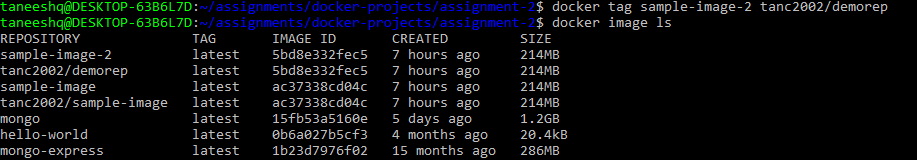 taneeshq@DESKTOP-63B6L7D:~/assignments/docker-projects/assignment-2$ docker tag sample-image-2 tanc2002/demorep
taneeshq@DESKTOP-63B6L7D:~/assignments/docker-projects/assignment-2$ docker image ls
REPOSITORY TAG IMAGE ID CREATED SIZE
sample-image-2 latest 5bd8e332fec5 7 hours ago 214MB
tanc2002/demorep latest 5bd8e332fec5 7 hours ago 214MB
sample-image latest ac37338cd04c 7 hours ago 214MB
tanc2002/sample-image latest ac37338cd04c 7 hours ago 214MB
mongo latest 15fb53a5160e 5 days ago 1.2GB
hello-world latest 0b6a027b5cf3 4 months ago 20.4kB
mongo-express latest 1b23d7976f02 15 months ago 286MB